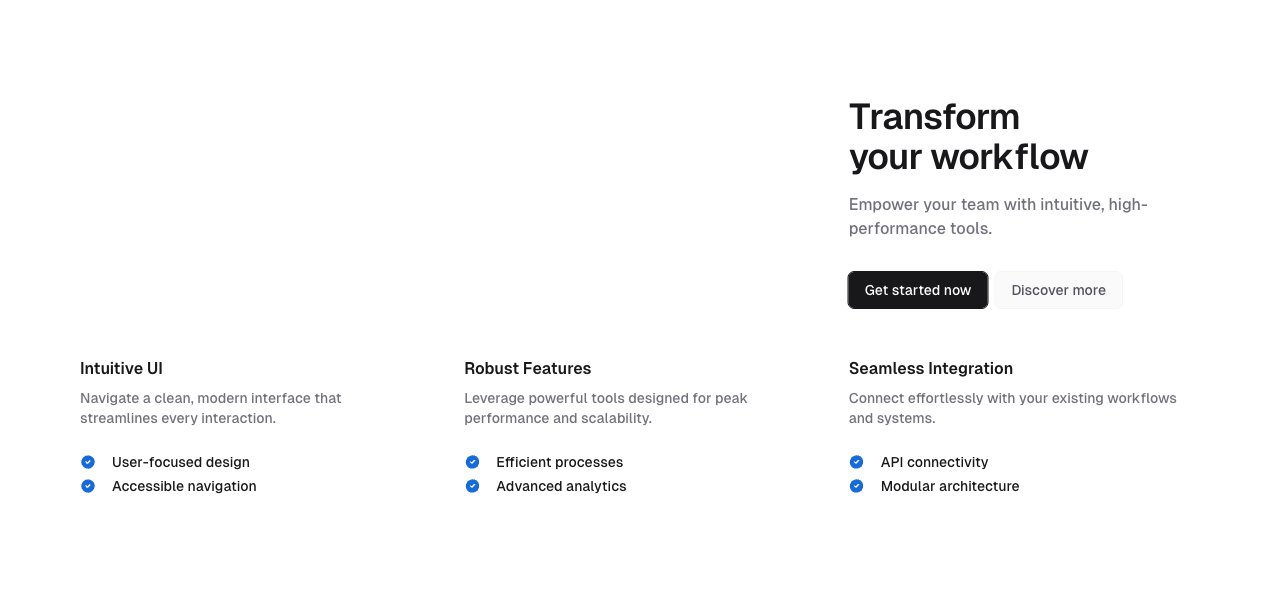 Transform
your workflow
Empower your team with intuitive, high-
performance tools.
Get started now
Discover more
Intuitive UI
Navigate a clean, modern interface that
streamlines every interaction.
User-focused design
Accessible navigation
Robust Features
Leverage powerful tools designed for peak
performance and scalability.
Efficient processes
Advanced analytics
Seamless Integration
Connect effortlessly with your existing workflows
and systems.
API connectivity
Modular architecture